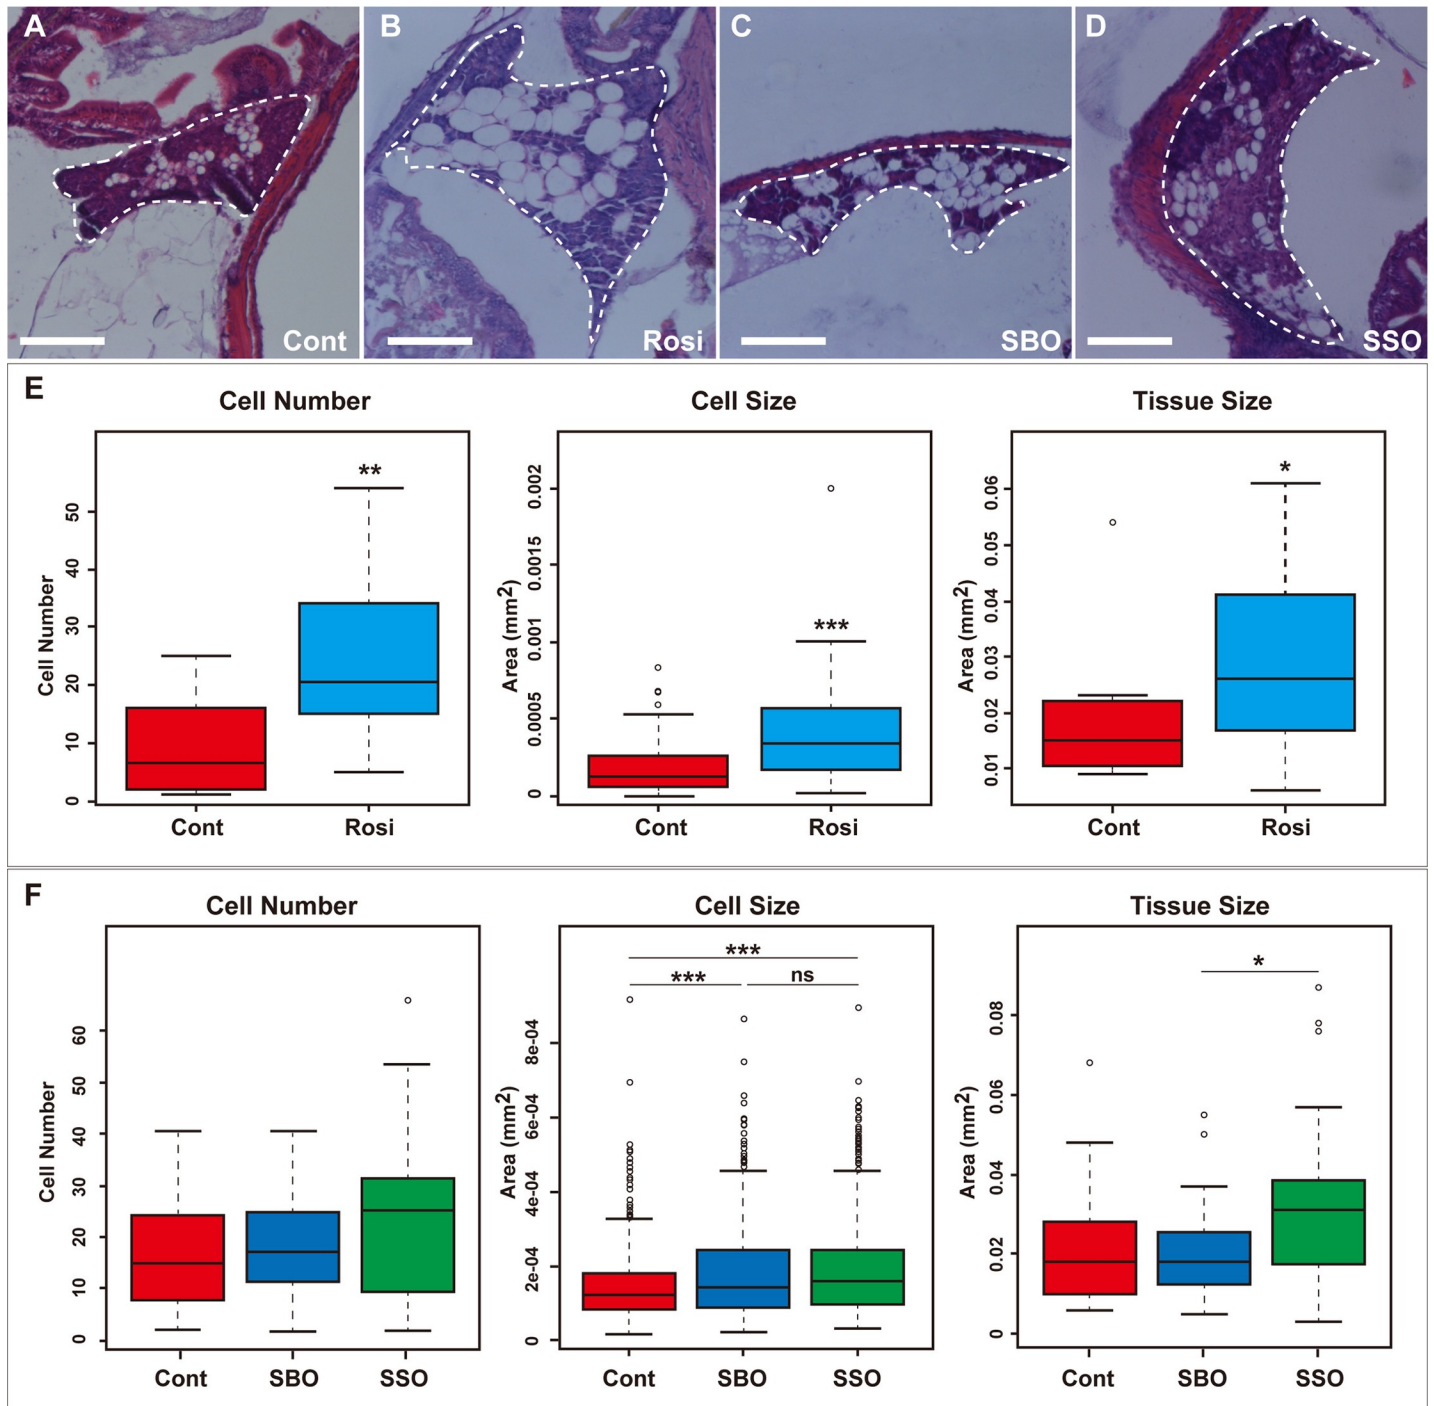 A
B
C
D
Cont
Rosi
SBO
SSO
E
Cell Number
Cell Size
Tissue Size
**
***
*
Cell Number
0
10
20
30
40
50
Area (mm2)
0
0.0005
0.001
0.0015
0.002
Area (mm2)
0.01
0.02
0.03
0.04
0.05
0.06
Cont
Rosi
Cont
Rosi
Cont
Rosi
F
Cell Number
Cell Size
Tissue Size
***
***
ns
*
Cell Number
0
10
20
30
40
50
60
Area (mm2)
0
2e-04
4e-04
6e-04
8e-04
Area (mm2)
0
0.02
0.04
0.06
0.08
Cont
SBO
SSO
Cont
SBO
SSO
Cont
SBO
SSO